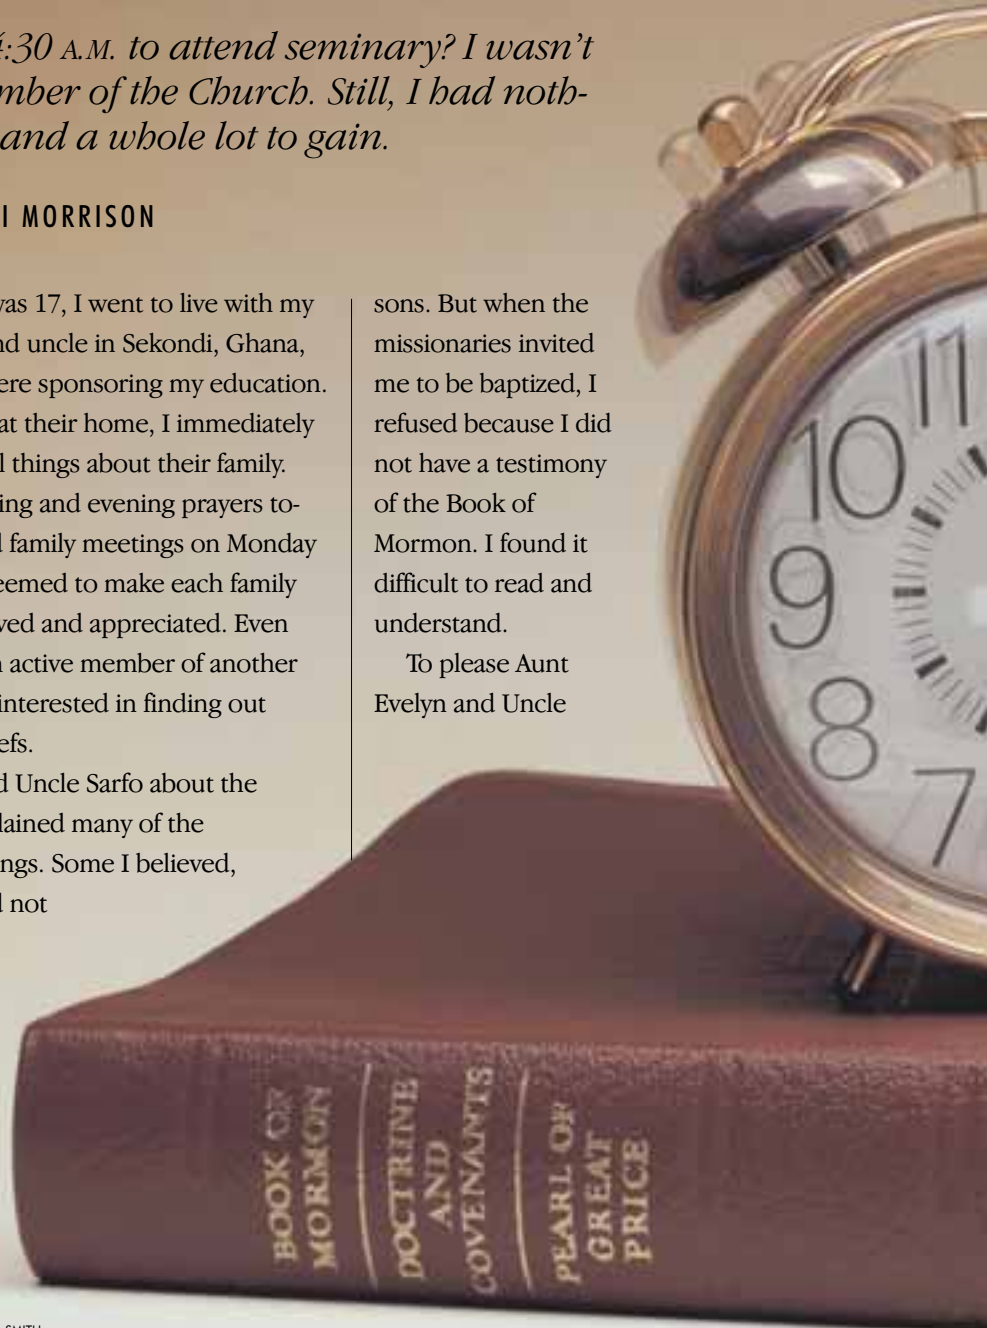 4:30 A.M. to attend seminary? I wasn't
mber of the Church. Still, I had noth-
and a whole lot to gain.
I MORRISON
was 17, I went to live with my
nd uncle in Sekondi, Ghana,
ere sponsoring my education.
at their home, I immediately
l things about their family.
ing and evening prayers to-
d family meetings on Monday
eemed to make each family
ved and appreciated. Even
n active member of another
interested in finding out
efs.
d Uncle Sarfo about the
lained many of the
ngs. Some I believed,
d not
sons. But when the
missionaries invited
me to be baptized, I
refused because I did
not have a testimony
of the Book of
Mormon. I found it
difficult to read and
understand.
To please Aunt
Evelyn and Uncle
11
10
9
8
7
BOOK OF
MORMON
DOCTRINE
AND
COVENANTS
PEARL OF
GREAT
PRICE
SMITH